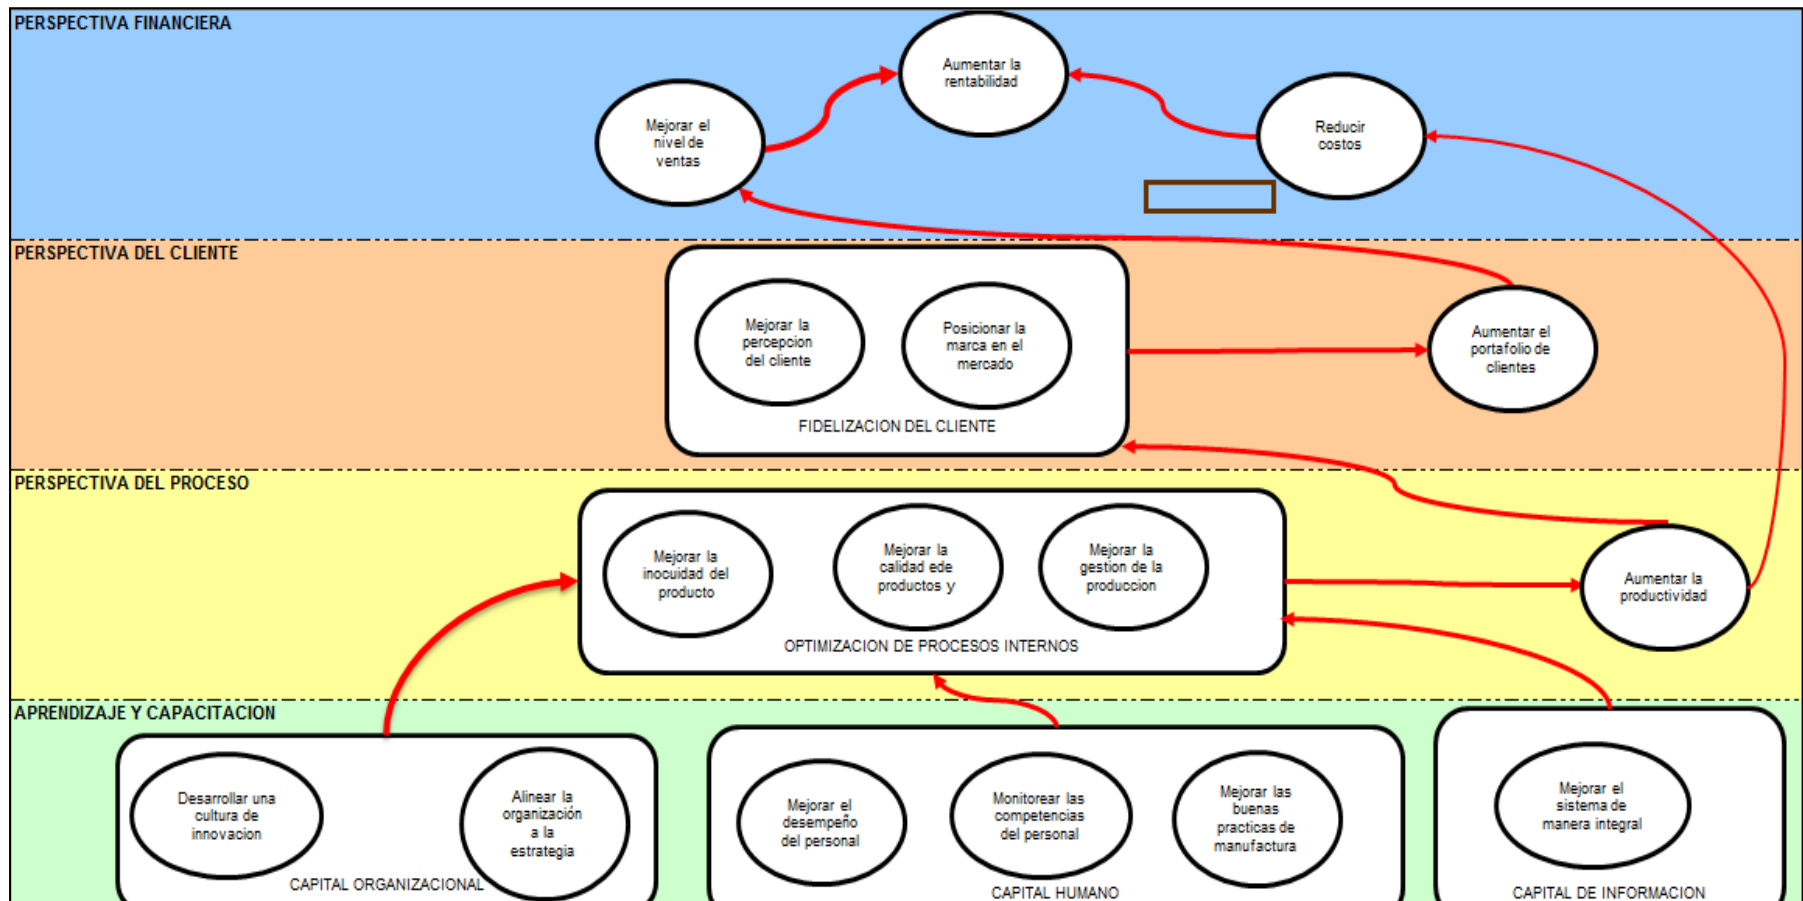 PERSPECTIVA FINANCIERA
Aumentar la
rentabilidad
Mejorar el
nivel de
ventas
Reducir
costos
PERSPECTIVA DEL CLIENTE
Mejorar la
percepcion
del cliente
Posicionar la
marca en el
mercado
Aumentar el
portafolio de
clientes
FIDELIZACION DEL CLIENTE
PERSPECTIVA DEL PROCESO
Mejorar la
inocuidad del
producto
Mejorar la
calidad ede
productos y
Mejorar la
gestion de la
produccion
Aumentar la
productividad
OPTIMIZACION DE PROCESOS INTERNOS
APRENDIZAJE Y CAPACITACION
Desarrollar una
cultura de
innovacion
Alinear la
organización
a la
estrategia
CAPITAL ORGANIZACIONAL
Mejorar el
desempeño
del personal
Monitorear las
competencias
del personal
Mejorar las
buenas
practicas de
manufactura
CAPITAL HUMANO
Mejorar el
sistema de
manera integral
CAPITAL DE INFORMACION